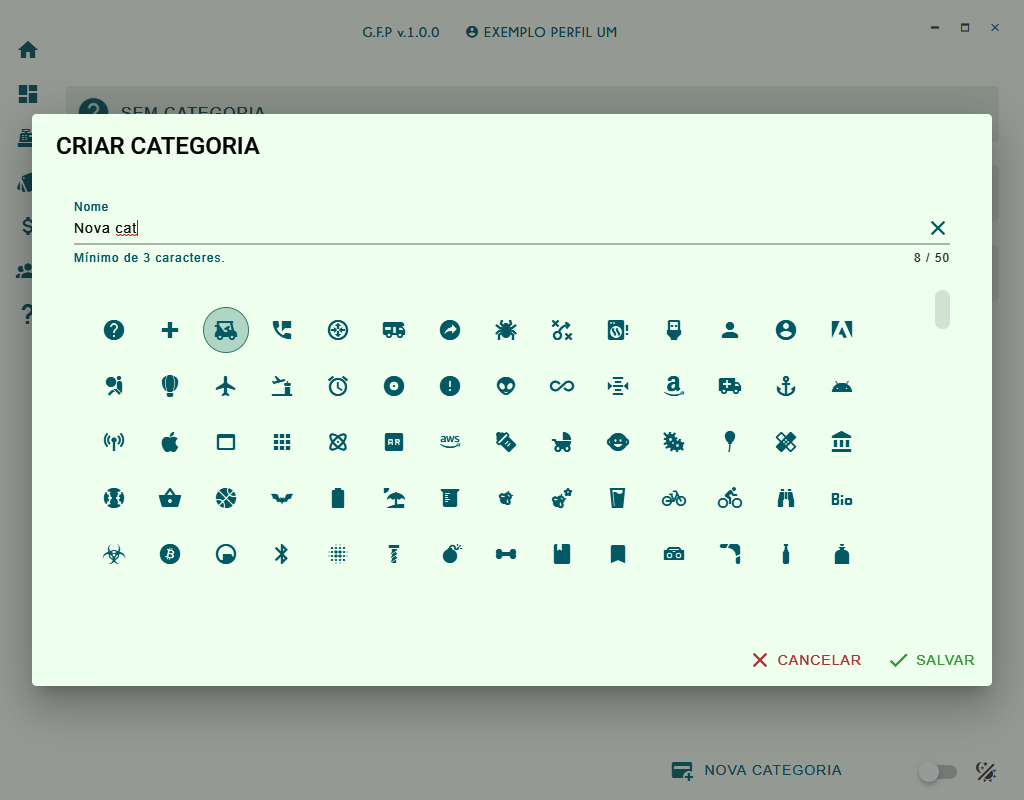 G.F.P v.1.0.0
EXEMPLO PERFIL UM
SEM CATEGORIA
CRIAR CATEGORIA
Nome
Nova cat
Mínimo de 3 caracteres.
8 / 50
AR
aws
Bio
CANCELAR
SALVAR
NOVA CATEGORIA